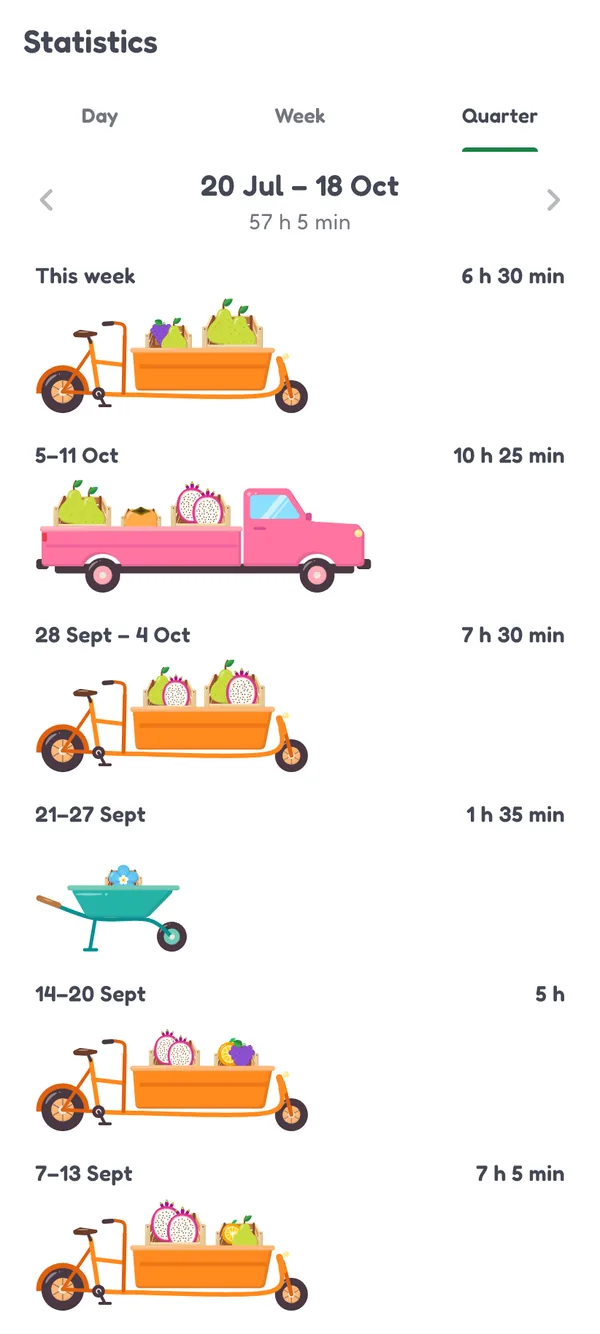 Statistics
Day Week Quarter
20 Jul – 18 Oct
57 h 5 min
This week 6 h 30 min
5–11 Oct 10 h 25 min
28 Sept – 4 Oct 7 h 30 min
21–27 Sept 1 h 35 min
14–20 Sept 5 h
7–13 Sept 7 h 5 min